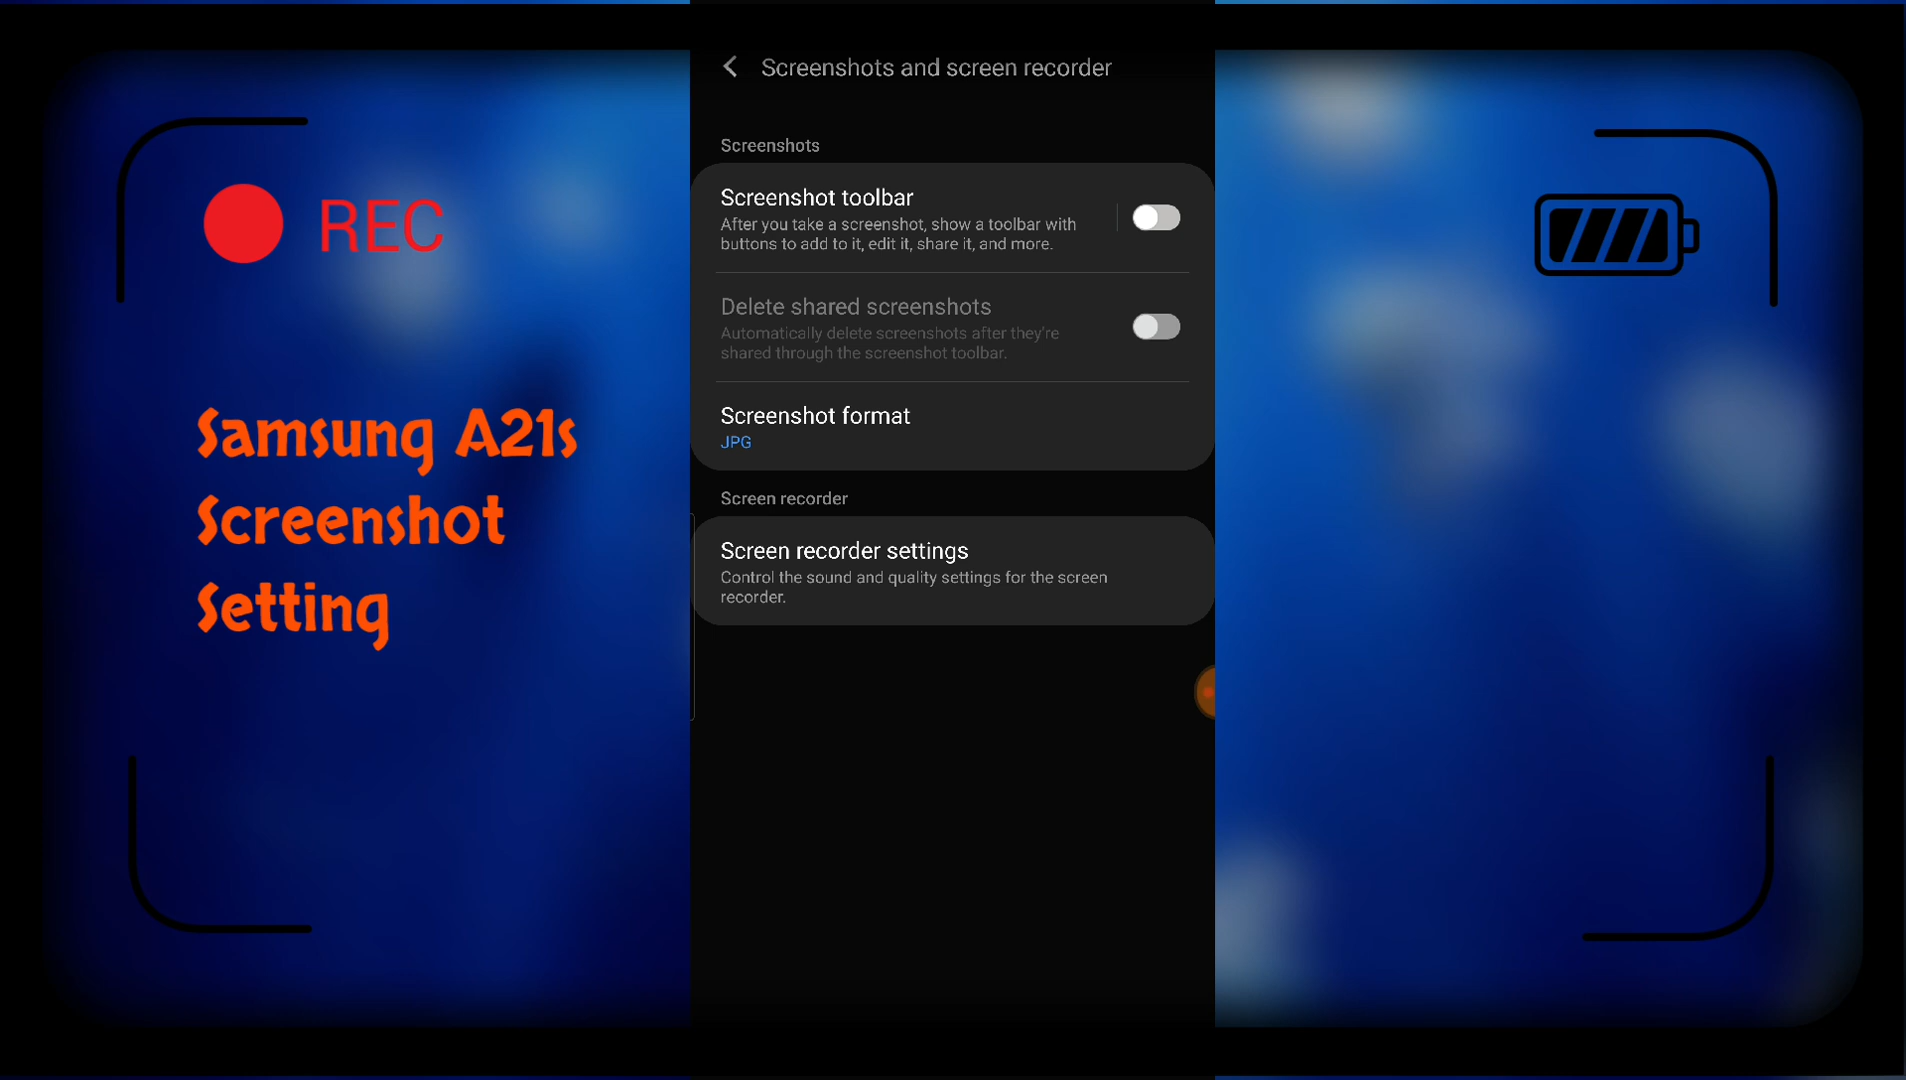 REC
Samsung A21s
Screenshot
Setting
Screenshots and screen recorder
Screenshots
Screenshot toolbar
After you take a screenshot, show a toolbar with
buttons to add to it, edit it, share it, and more.
Delete shared screenshots
Automatically delete screenshots after they're
shared through the screenshot toolbar.
Screenshot format
JPG
Screen recorder
Screen recorder settings
Control the sound and quality settings for the screen
recorder.